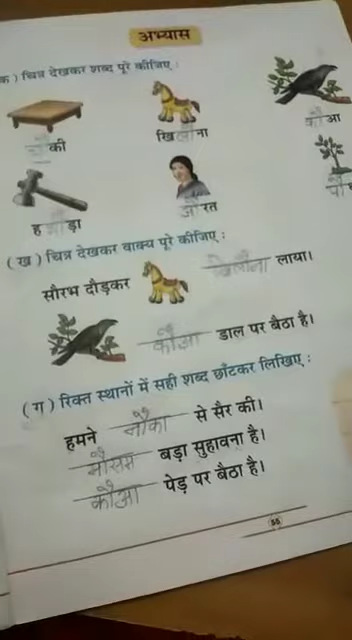 अभ्यास
क) चित्र देखकर शब्द पूरे कीजिए :
चौकी
खिलौना
कौआ
हथौड़ा
औरत
पौ
(ख) चित्र देखकर वाक्य पूरे कीजिए :
सौरभ दौड़कर खिलौना लाया।
कौआ डाल पर बैठा है।
(ग) रिक्त स्थानों में सही शब्द छाँटकर लिखिए :
हमने नौका से सैर की।
मौसम बड़ा सुहावना है।
कौआ पेड़ पर बैठा है।
55